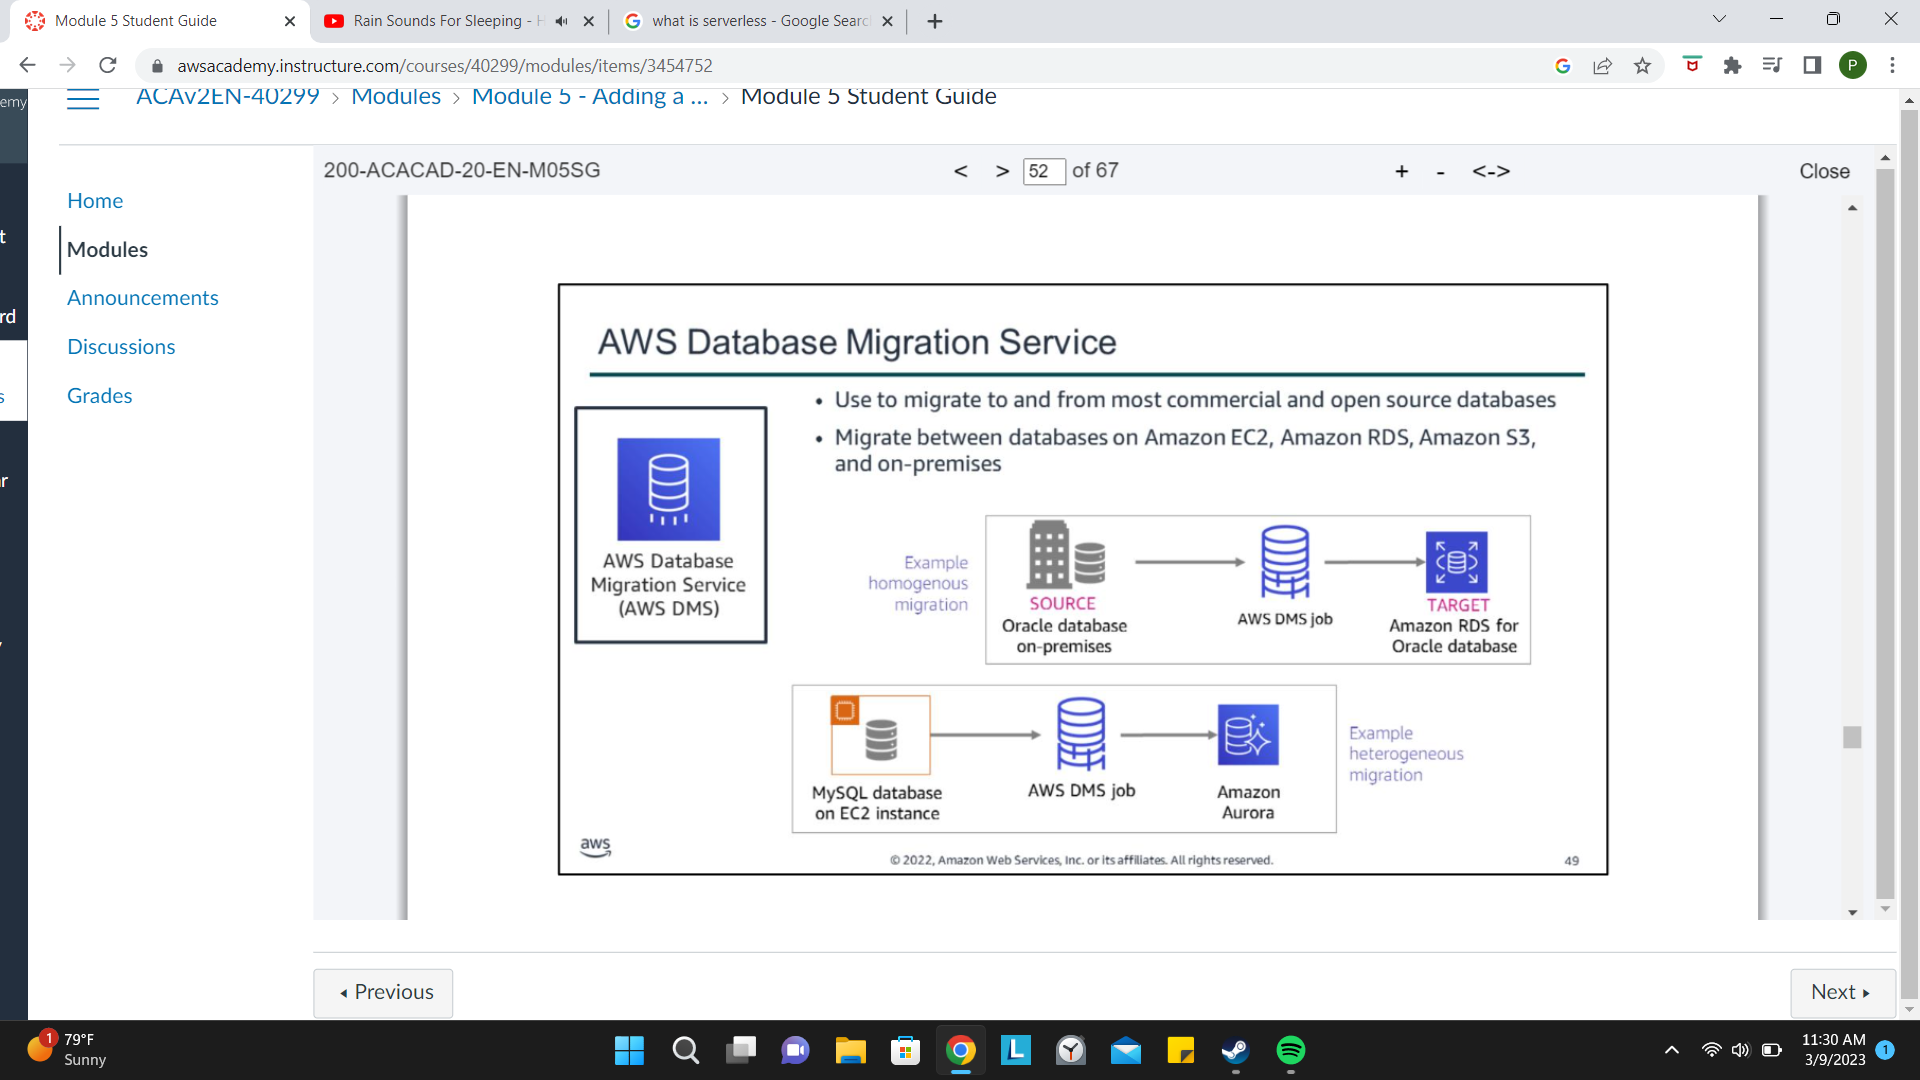 Module 5 Student Guide
Rain Sounds For Sleeping - H
what is serverless - Google Searc
awsacademy.instructure.com/courses/40299/modules/items/3454752
P
emy
ACAv2EN-40299 > Modules > Module 5 - Adding a ... > Module 5 Student Guide
200-ACACAD-20-EN-M05SG
< > 52 of 67
+ - <->
Close
Home
Modules
Announcements
Discussions
Grades
t
rd
s
r
AWS Database Migration Service
• Use to migrate to and from most commercial and open source databases
• Migrate between databases on Amazon EC2, Amazon RDS, Amazon S3,
and on-premises
AWS Database
Migration Service
(AWS DMS)
Example
homogenous
migration
SOURCE
Oracle database
on-premises
AWS DMS job
TARGET
Amazon RDS for
Oracle database
MySQL database
on EC2 instance
AWS DMS job
Amazon
Aurora
Example
heterogeneous
migration
aws
© 2022, Amazon Web Services, Inc. or its affiliates. All rights reserved.
49
Previous
Next
1
79°F
Sunny
L
11:30 AM
3/9/2023
1